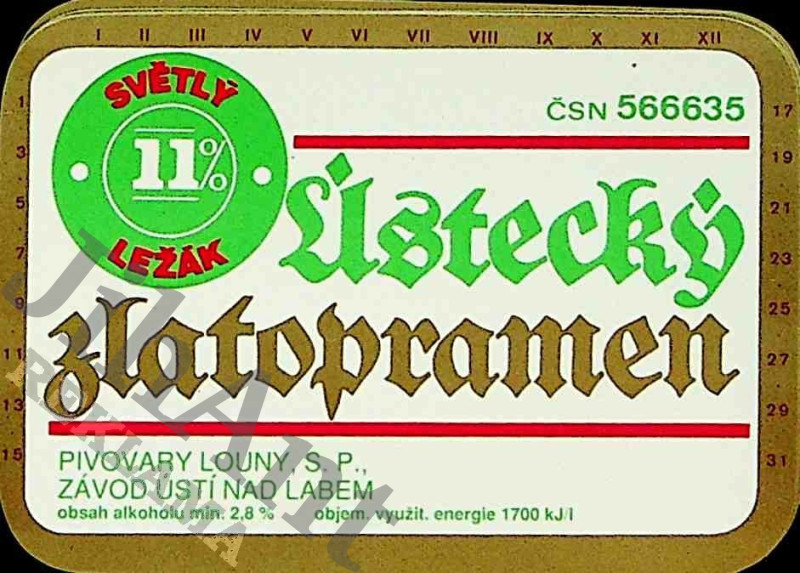 I II III IV V VI VII VIII IX X XI XII
SVĚTLÝ
11%
LEŽÁK
ČSN 566635
Ústecký
zlatopramen
PIVOVARY LOUNY, S. P.,
ZÁVOD ÚSTÍ NAD LABEM
obsah alkoholu min. 2,8 % objem. využit. energie 1700 kJ/l
1
3
5
7
9
11
13
15
17
19
21
23
25
27
29
31
JihAnt
REKLAMA